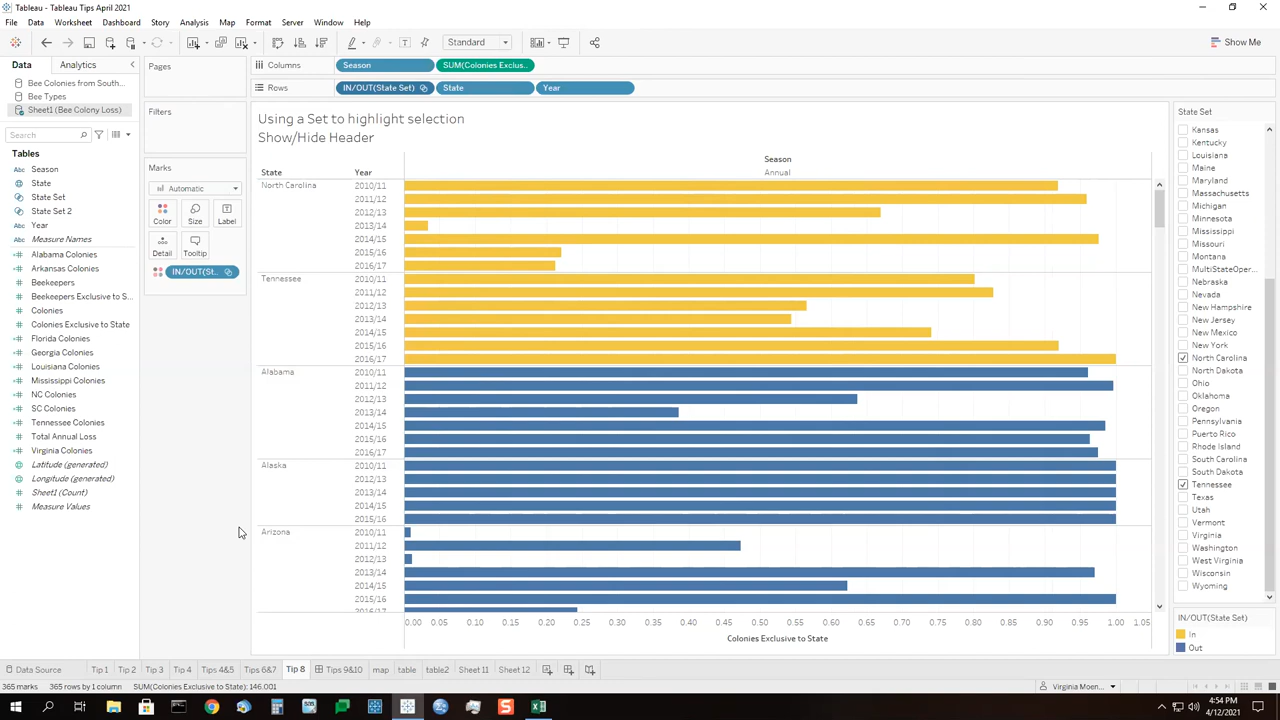 Tableau - Tableau Tips April 2021
File Data Worksheet Dashboard Story Analysis Map Format Server Window Help
Standard
Show Me
Data Analytics
Bee Colonies from South...
Bee Types
Sheet1 (Bee Colony Loss)
Search
Tables
Abc Season
State
State Set
State Set 2
Abc Year
Abc Measure Names
Alabama Colonies
Arkansas Colonies
Beekeepers
Beekeepers Exclusive to S...
Colonies
Colonies Exclusive to State
Florida Colonies
Georgia Colonies
Louisiana Colonies
Mississippi Colonies
NC Colonies
SC Colonies
Tennessee Colonies
Total Annual Loss
Virginia Colonies
Latitude (generated)
Longitude (generated)
Sheet1 (Count)
Measure Values
Pages
Filters
Marks
Automatic
Color Size Label
Detail Tooltip
IN/OUT(St...
Columns Season SUM(Colonies Exclus...
Rows IN/OUT(State Set) State Year
Using a Set to highlight selection
Show/Hide Header
Season
State Year Annual
North Carolina 2010/11
2011/12
2012/13
2013/14
2014/15
2015/16
2016/17
Tennessee 2010/11
2011/12
2012/13
2013/14
2014/15
2015/16
2016/17
Alabama 2010/11
2011/12
2012/13
2013/14
2014/15
2015/16
2016/17
Alaska 2010/11
2012/13
2013/14
2014/15
2015/16
Arizona 2010/11
2011/12
2012/13
2013/14
2014/15
2015/16
2016/17
0.00 0.05 0.10 0.15 0.20 0.25 0.30 0.35 0.40 0.45 0.50 0.55 0.60 0.65 0.70 0.75 0.80 0.85 0.90 0.95 1.00 1.05
Colonies Exclusive to State
State Set
Kansas
Kentucky
Louisiana
Maine
Maryland
Massachusetts
Michigan
Minnesota
Mississippi
Missouri
Montana
MultiStateOper...
Nebraska
Nevada
New Hampshire
New Jersey
New Mexico
New York
North Carolina
North Dakota
Ohio
Oklahoma
Oregon
Pennsylvania
Puerto Rico
Rhode Island
South Carolina
South Dakota
Tennessee
Texas
Utah
Vermont
Virginia
Washington
West Virginia
Wisconsin
Wyoming
IN/OUT(State Set)
In
Out
Data Source Tip 1 Tip 2 Tip 3 Tip 4 Tips 4&5 Tips 6&7 Tip 8 Tips 9&10 map table table2 Sheet 11 Sheet 12
365 marks 365 rows by 1 column SUM(Colonies Exclusive to State): 146.001
Virginia Moen...
4:54 PM
4/12/2021